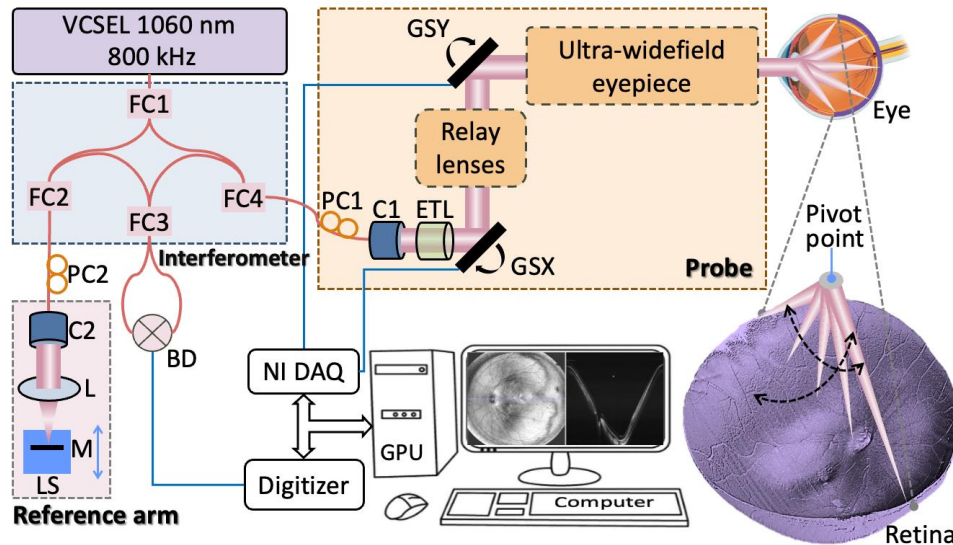 VCSEL 1060 nm
800 kHz
FC1
FC2
FC3
FC4
Interferometer
PC2
C2
L
M
LS
Reference arm
BD
PC1
C1
ETL
GSY
GSX
Relay
lenses
Ultra-widefield
eyepiece
Probe
Eye
Pivot
point
Retina
NI DAQ
Digitizer
GPU
Computer